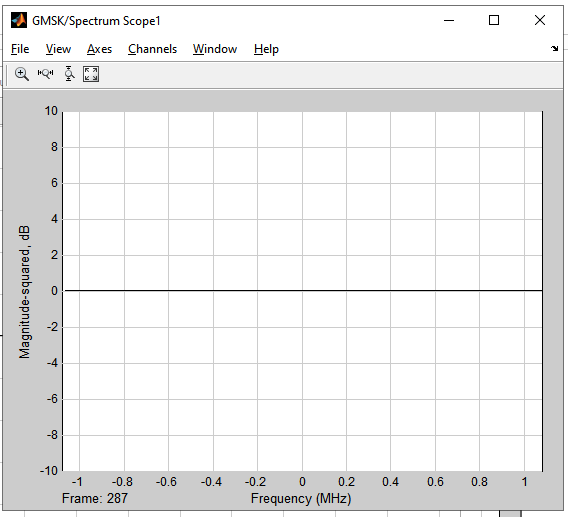 GMSK/Spectrum Scope1
File View Axes Channels Window Help
10
8
6
4
2
0
-2
-4
-6
-8
-10
Magnitude-squared, dB
-1 -0.8 -0.6 -0.4 -0.2 0 0.2 0.4 0.6 0.8 1
Frame: 287 Frequency (MHz)